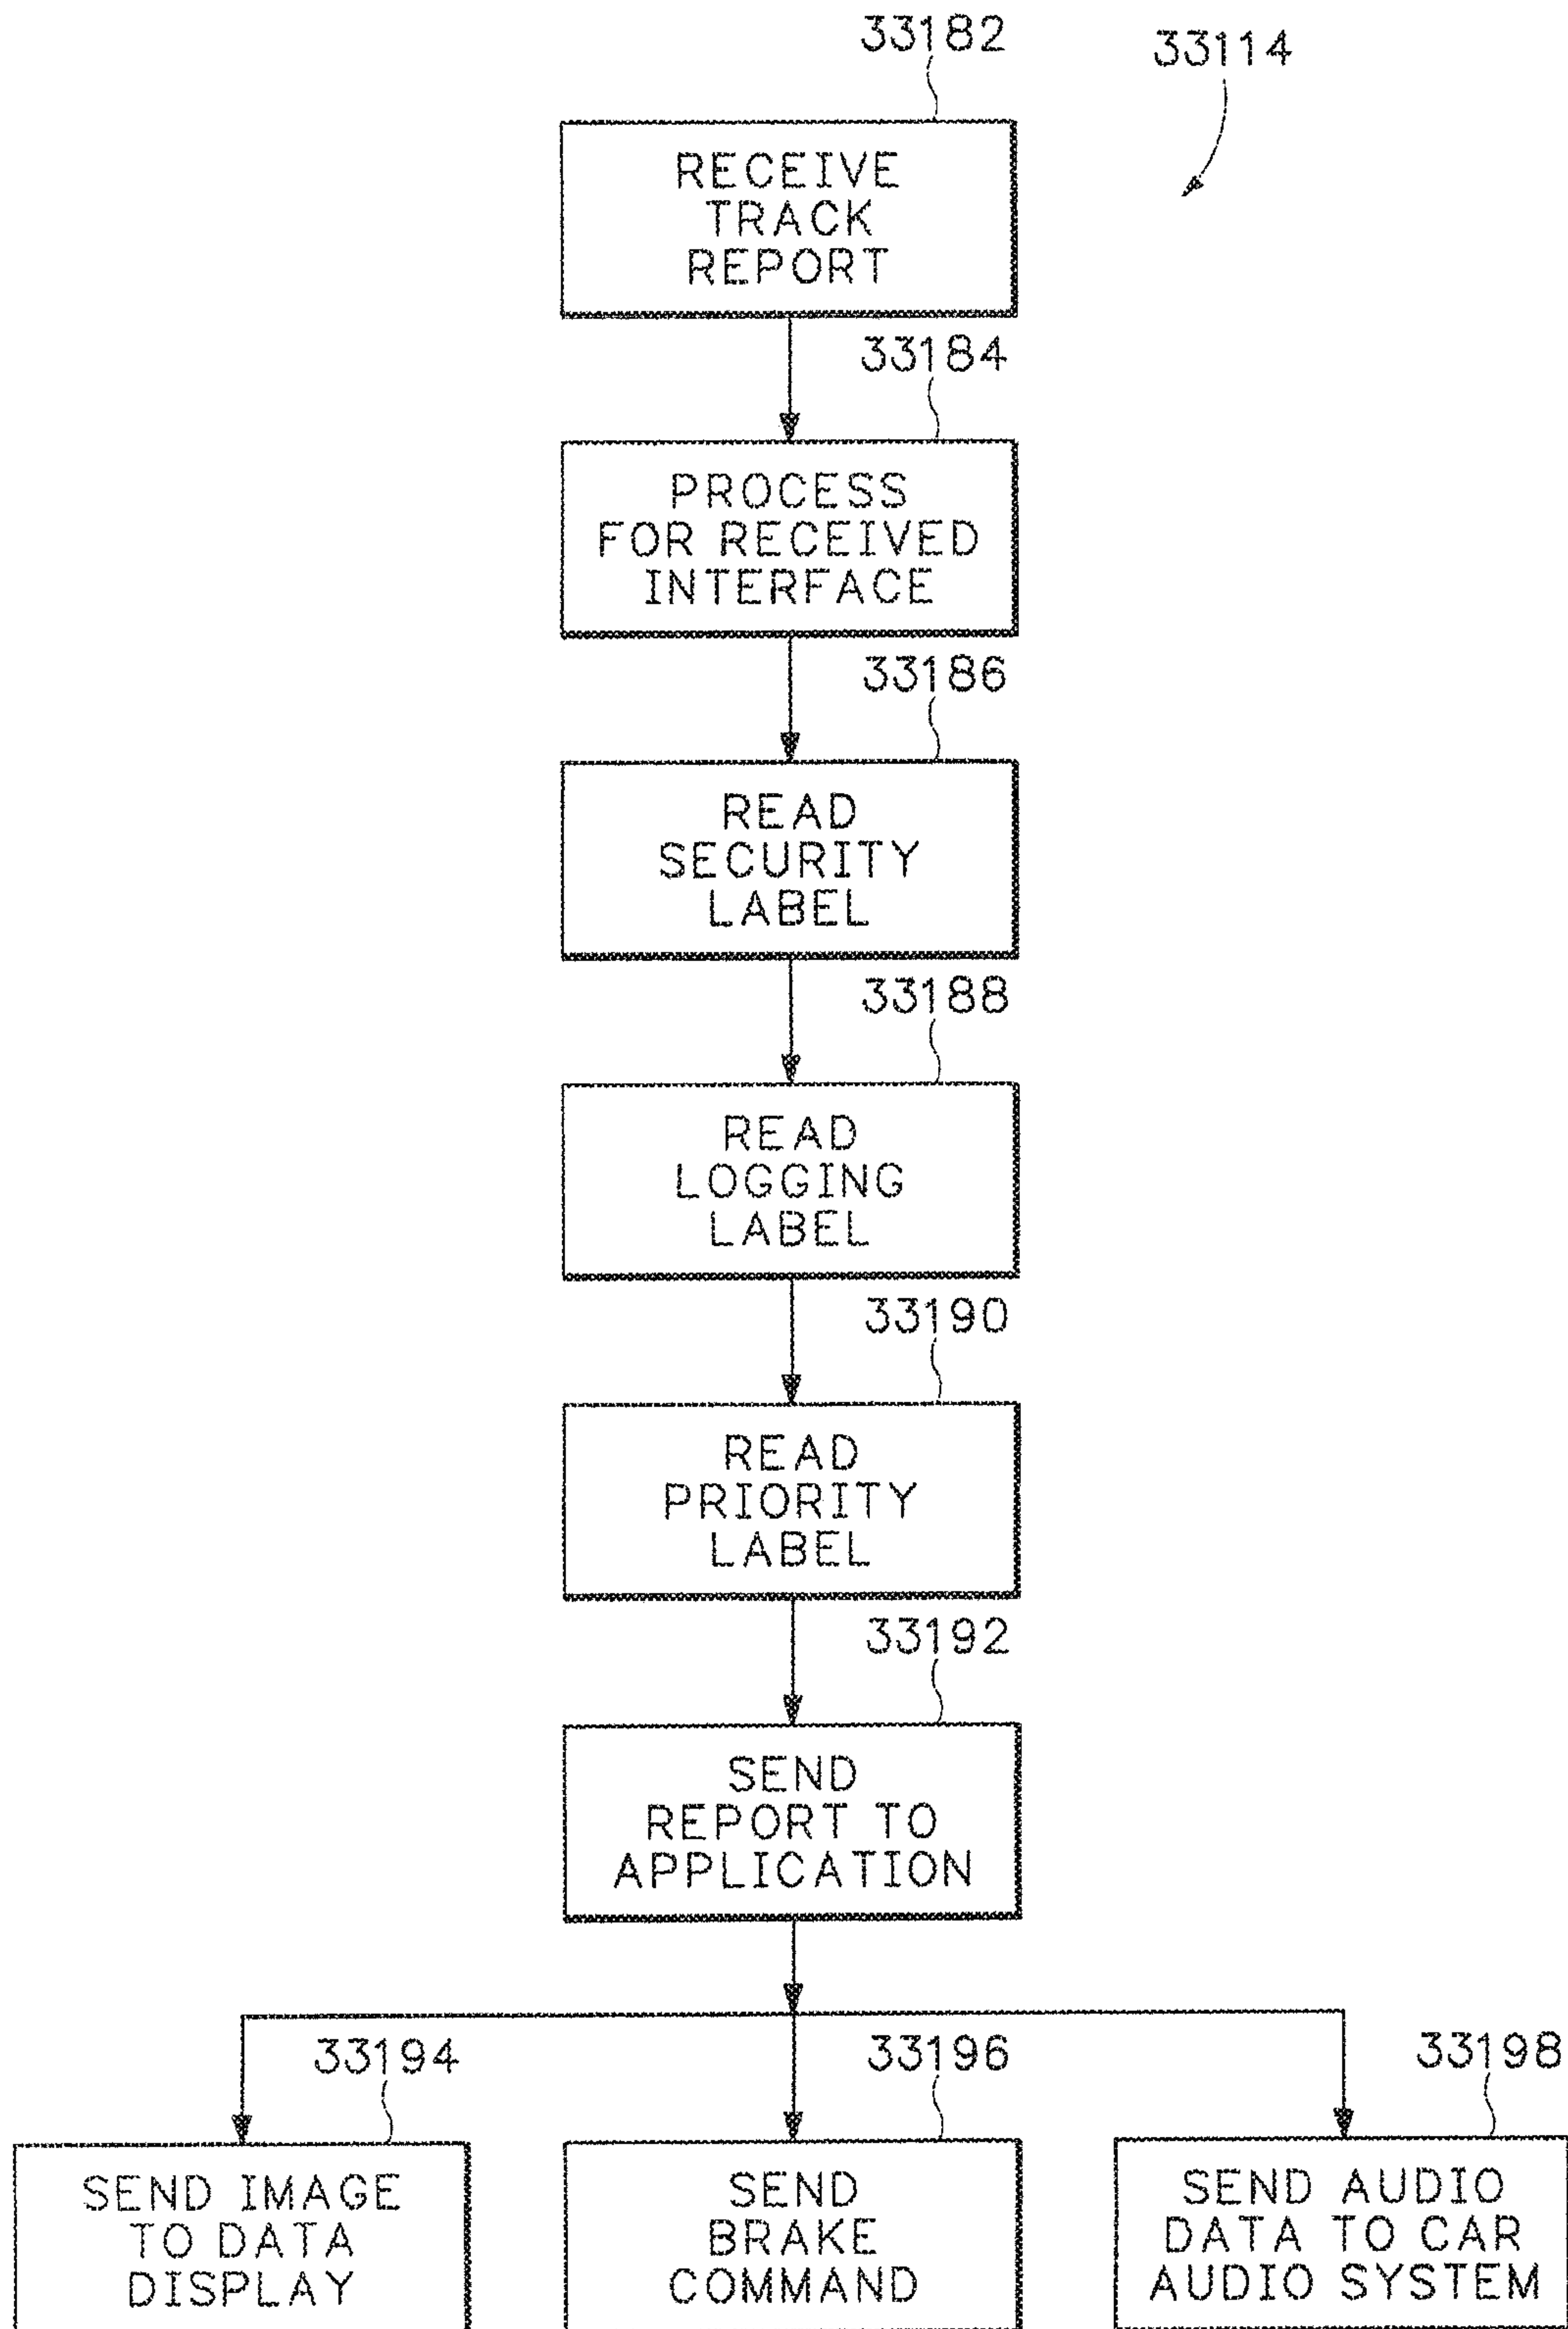 33182
33114
RECEIVE
TRACK
REPORT
33184
PROCESS
FOR RECEIVED
INTERFACE
33186
READ
SECURITY
LABEL
33188
READ
LOGGING
LABEL
33190
READ
PRIORITY
LABEL
33192
SEND
REPORT TO
APPLICATION
33194
33196
33198
SEND IMAGE
TO DATA
DISPLAY
SEND
BRAKE
COMMAND
SEND AUDIO
DATA TO CAR
AUDIO SYSTEM